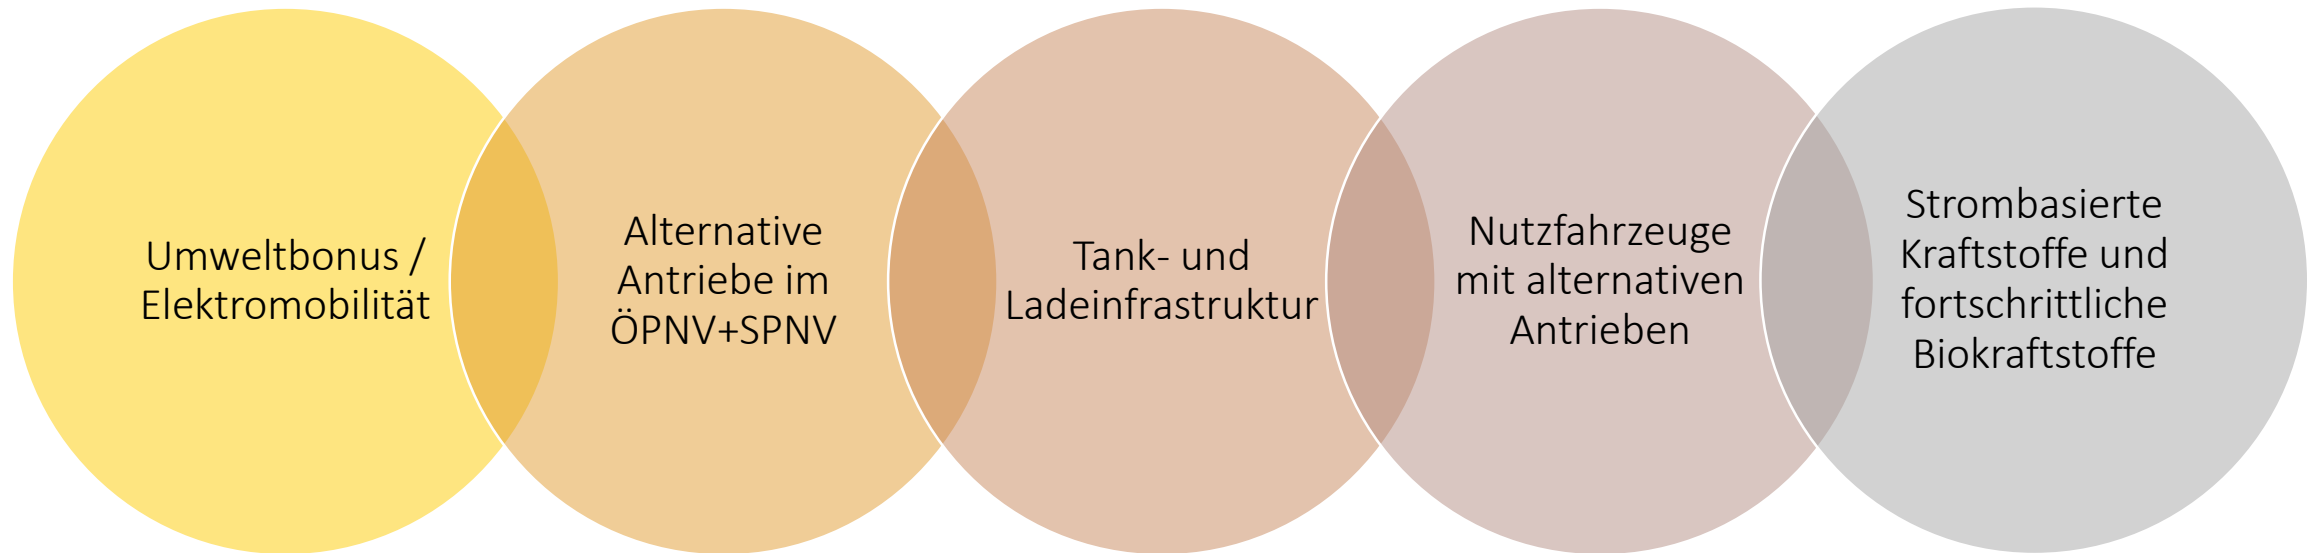 Umweltbonus /
Elektromobilität
Alternative
Antriebe im
ÖPNV+SPNV
Tank- und
Ladeinfrastruktur
Nutzfahrzeuge
mit alternativen
Antrieben
Strombasierte
Kraftstoffe und
fortschrittliche
Biokraftstoffe